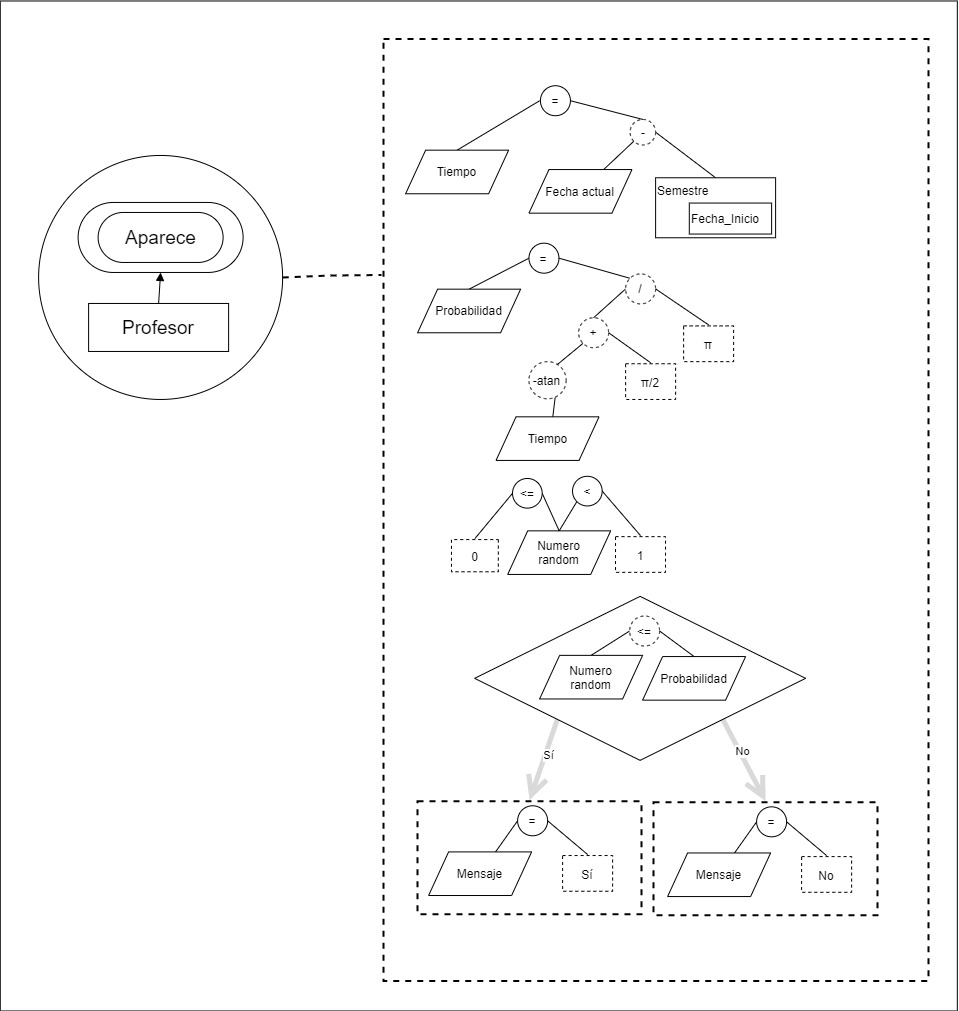 Aparece
Profesor
=
-
Tiempo
Fecha actual
Semestre
Fecha_Inicio
=
/
Probabilidad
+
π
-atan
π/2
Tiempo
<=
<
0
Numero
random
1
<=
Numero
random
Probabilidad
Sí
No
=
Mensaje
Sí
=
Mensaje
No